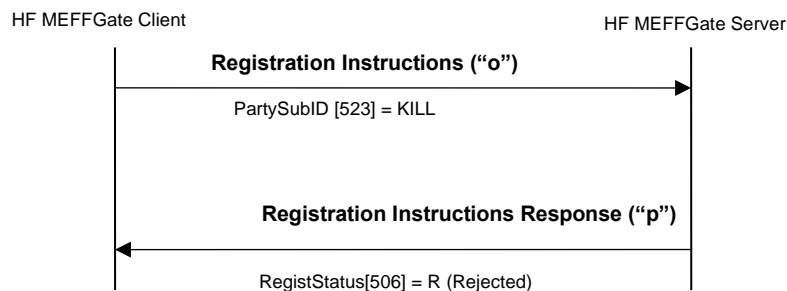 HF MEFFGate Client
HF MEFFGate Server
Registration Instructions (“o”)
PartySubID [523] = KILL
Registration Instructions Response (“p”)
RegistStatus[506] = R (Rejected)